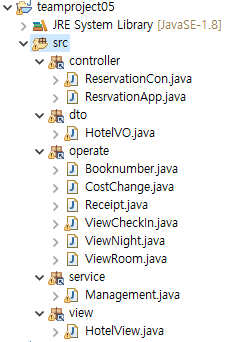 teamproject05
JRE System Library [JavaSE-1.8]
src
controller
ReservationCon.java
ResrvationApp.java
dto
HotelVO.java
operate
Booknumber.java
CostChange.java
Receipt.java
ViewCheckIn.java
ViewNight.java
ViewRoom.java
service
Management.java
view
HotelView.java